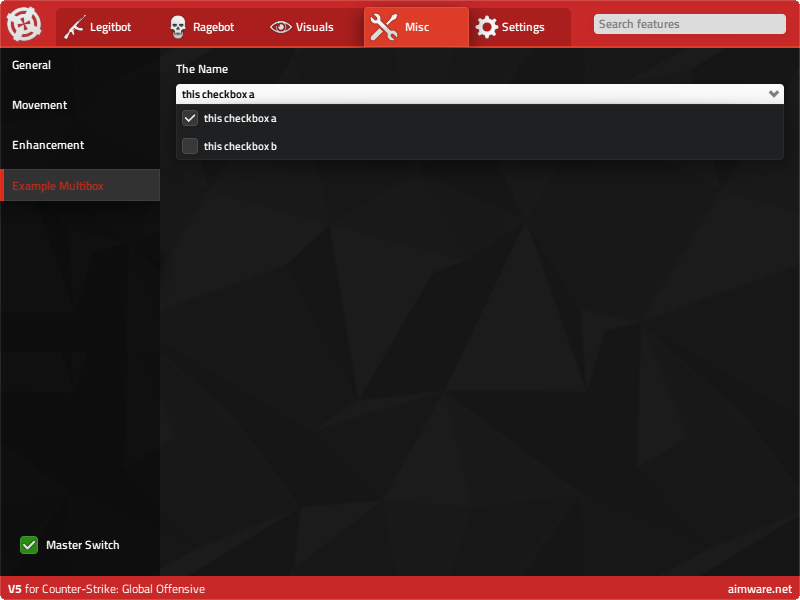 Legitbot
Ragebot
Visuals
Misc
Settings
Search features
General
Movement
Enhancement
Example Multibox
The Name
this checkbox a
this checkbox a
this checkbox b
Master Switch
V5 for Counter-Strike: Global Offensive
aimware.net